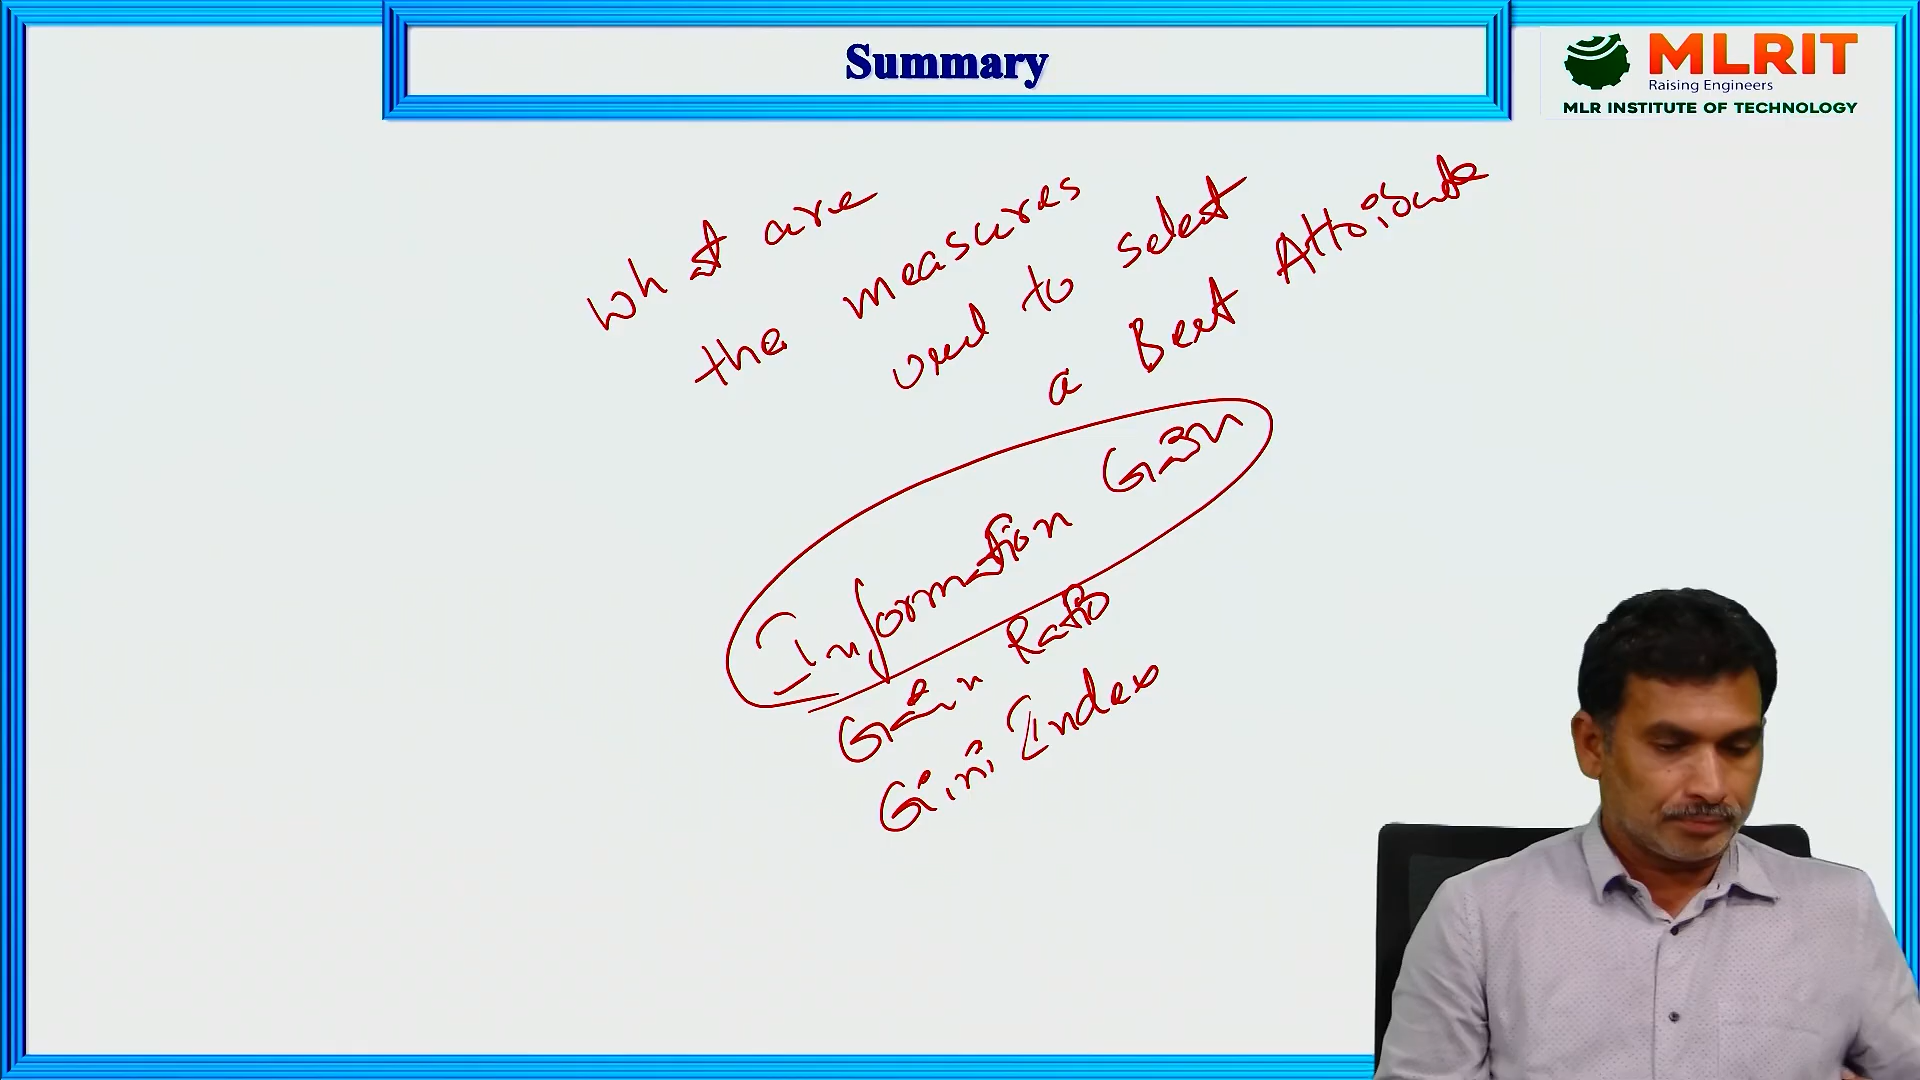 Summary
MLRIT
Raising Engineers
MLR INSTITUTE OF TECHNOLOGY
What are
the measures
used to select
a Best Attribute
Information Gain
Gain Ratio
Gini Index